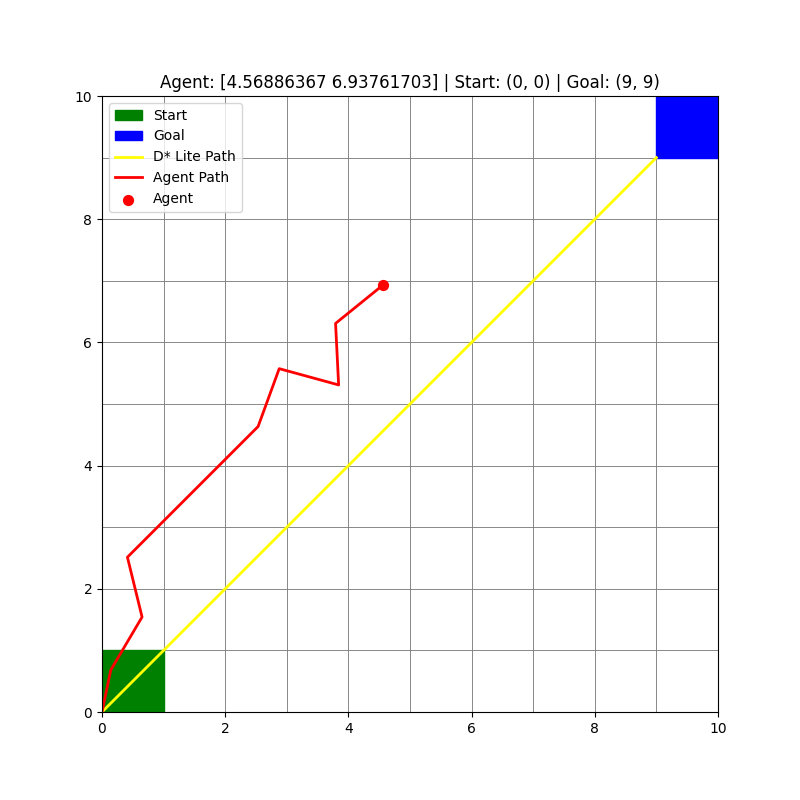 Agent: [4.56886367 6.93761703] | Start: (0, 0) | Goal: (9, 9)
Start
Goal
D* Lite Path
Agent Path
Agent
10
8
6
4
2
0
0 2 4 6 8 10